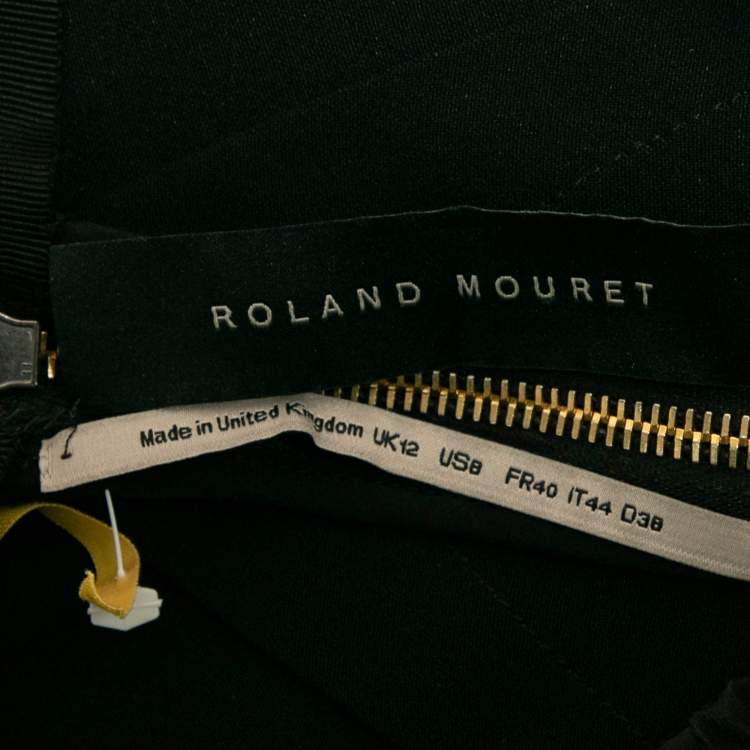 ROLAND MOURET
Made in United Kingdom UK12 US8 FR40 IT44 D38